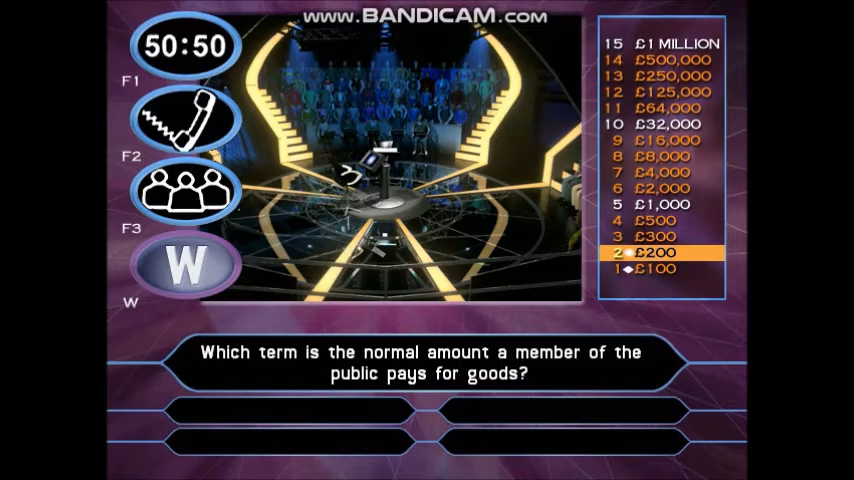 www.BANDICAM.com
50:50
F1
F2
F3
W
W
15 £1 MILLION
14 £500,000
13 £250,000
12 £125,000
11 £64,000
10 £32,000
9 £16,000
8 £8,000
7 £4,000
6 £2,000
5 £1,000
4 £500
3 £300
2 £200
1 £100
Which term is the normal amount a member of the
public pays for goods?